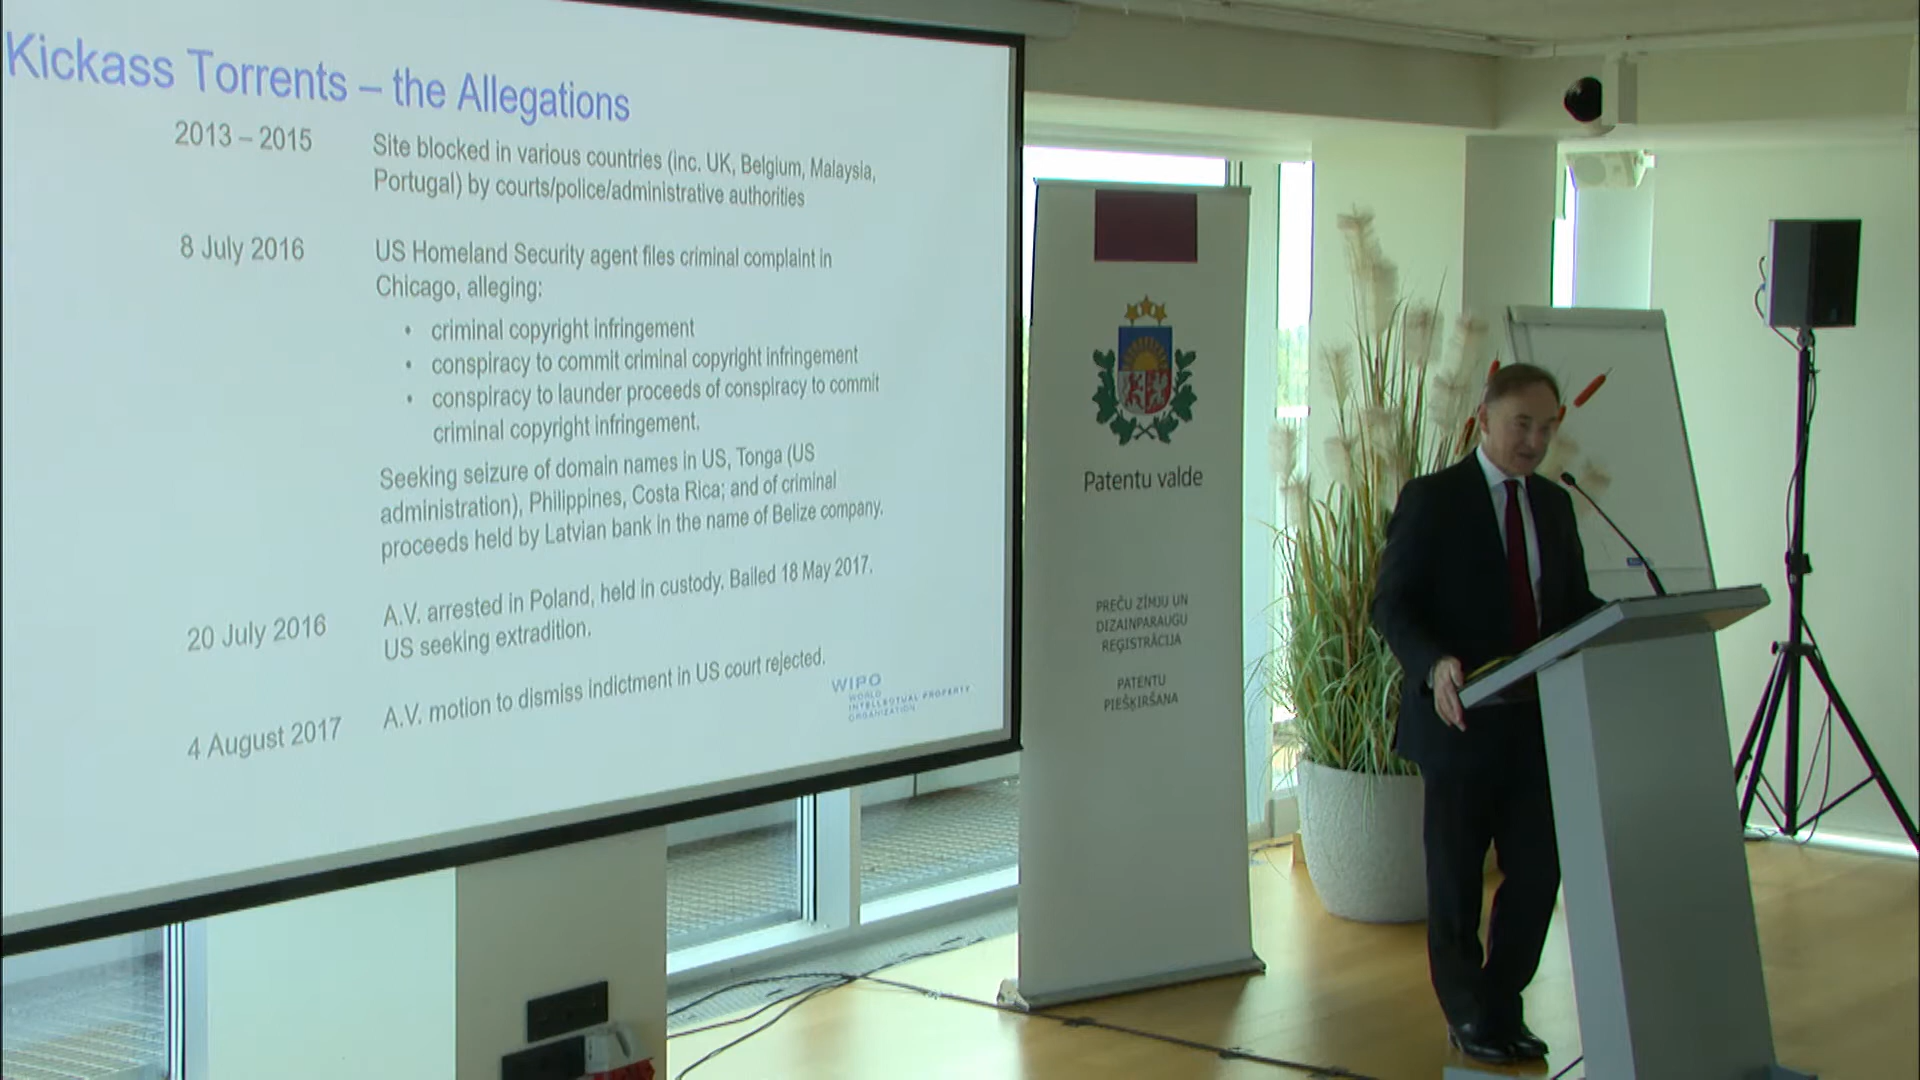 Kickass Torrents – the Allegations
2013 – 2015
Site blocked in various countries (inc. UK, Belgium, Malaysia,
Portugal) by courts/police/administrative authorities
8 July 2016
US Homeland Security agent files criminal complaint in
Chicago, alleging:
• criminal copyright infringement
• conspiracy to commit criminal copyright infringement
• conspiracy to launder proceeds of conspiracy to commit
criminal copyright infringement.
Seeking seizure of domain names in US, Tonga (US
administration), Philippines, Costa Rica; and of criminal
proceeds held by Latvian bank in the name of Belize company.
20 July 2016
A.V. arrested in Poland, held in custody. Bailed 18 May 2017.
US seeking extradition.
4 August 2017
A.V. motion to dismiss indictment in US court rejected.
WIPO
WORLD
INTELLECTUAL PROPERTY
ORGANIZATION
Patentu valde
PREČU ZĪMJU UN
DIZAINPARAUGU
REĢISTRĀCIJA
PATENTU
PIEŠĶIRŠANA